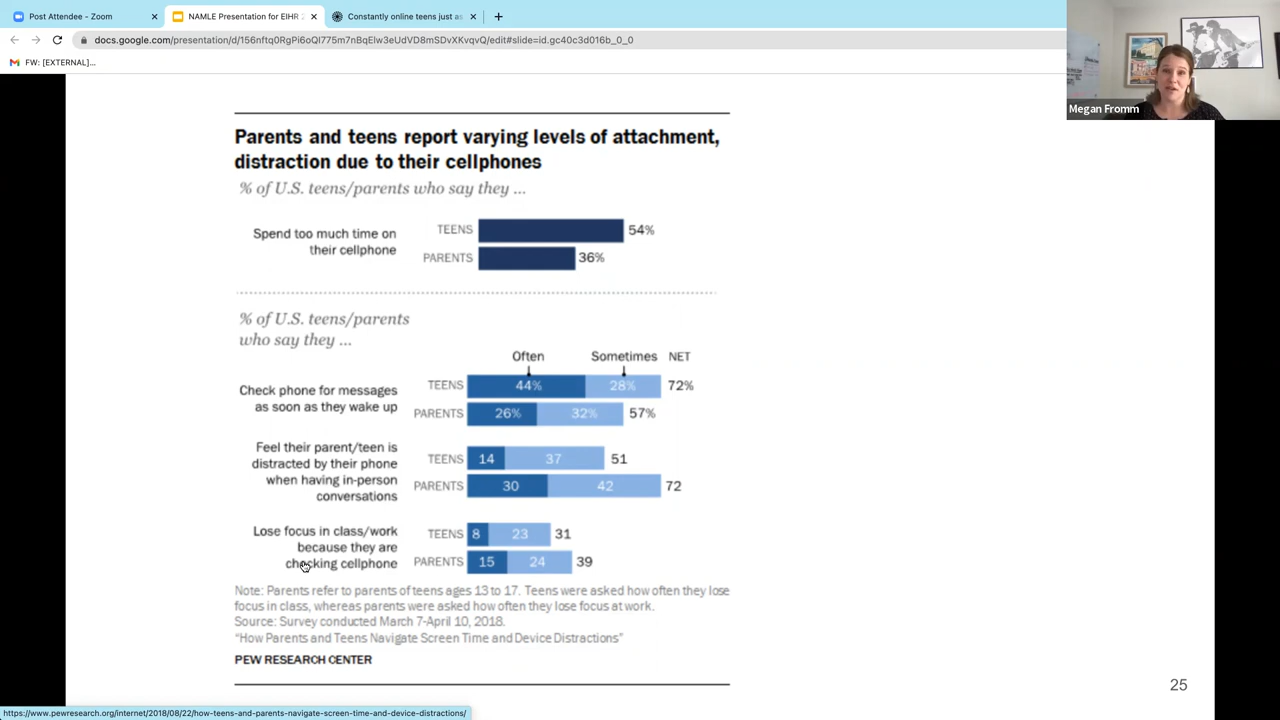 Post Attendee - Zoom
NAMLE Presentation for EIHR 2
Constantly online teens just as
docs.google.com/presentation/d/156nftq0RgPi6oQI775m7nBqEIw3eUdVD8mSDvXKvqvQ/edit#slide=id.gc40c3d016b_0_0
FW: [EXTERNAL]...
Megan Fromm
Parents and teens report varying levels of attachment,
distraction due to their cellphones
% of U.S. teens/parents who say they ...
Spend too much time on
their cellphone
TEENS 54%
PARENTS 36%
% of U.S. teens/parents
who say they ...
Often Sometimes NET
Check phone for messages
as soon as they wake up
TEENS 44% 28% 72%
PARENTS 26% 32% 57%
Feel their parent/teen is
distracted by their phone
when having in-person
conversations
TEENS 14 37 51
PARENTS 30 42 72
Lose focus in class/work
because they are
checking cellphone
TEENS 8 23 31
PARENTS 15 24 39
Note: Parents refer to parents of teens ages 13 to 17. Teens were asked how often they lose
focus in class, whereas parents were asked how often they lose focus at work.
Source: Survey conducted March 7-April 10, 2018.
"How Parents and Teens Navigate Screen Time and Device Distractions"
PEW RESEARCH CENTER
25
https://www.pewresearch.org/internet/2018/08/22/how-teens-and-parents-navigate-screen-time-and-device-distractions/